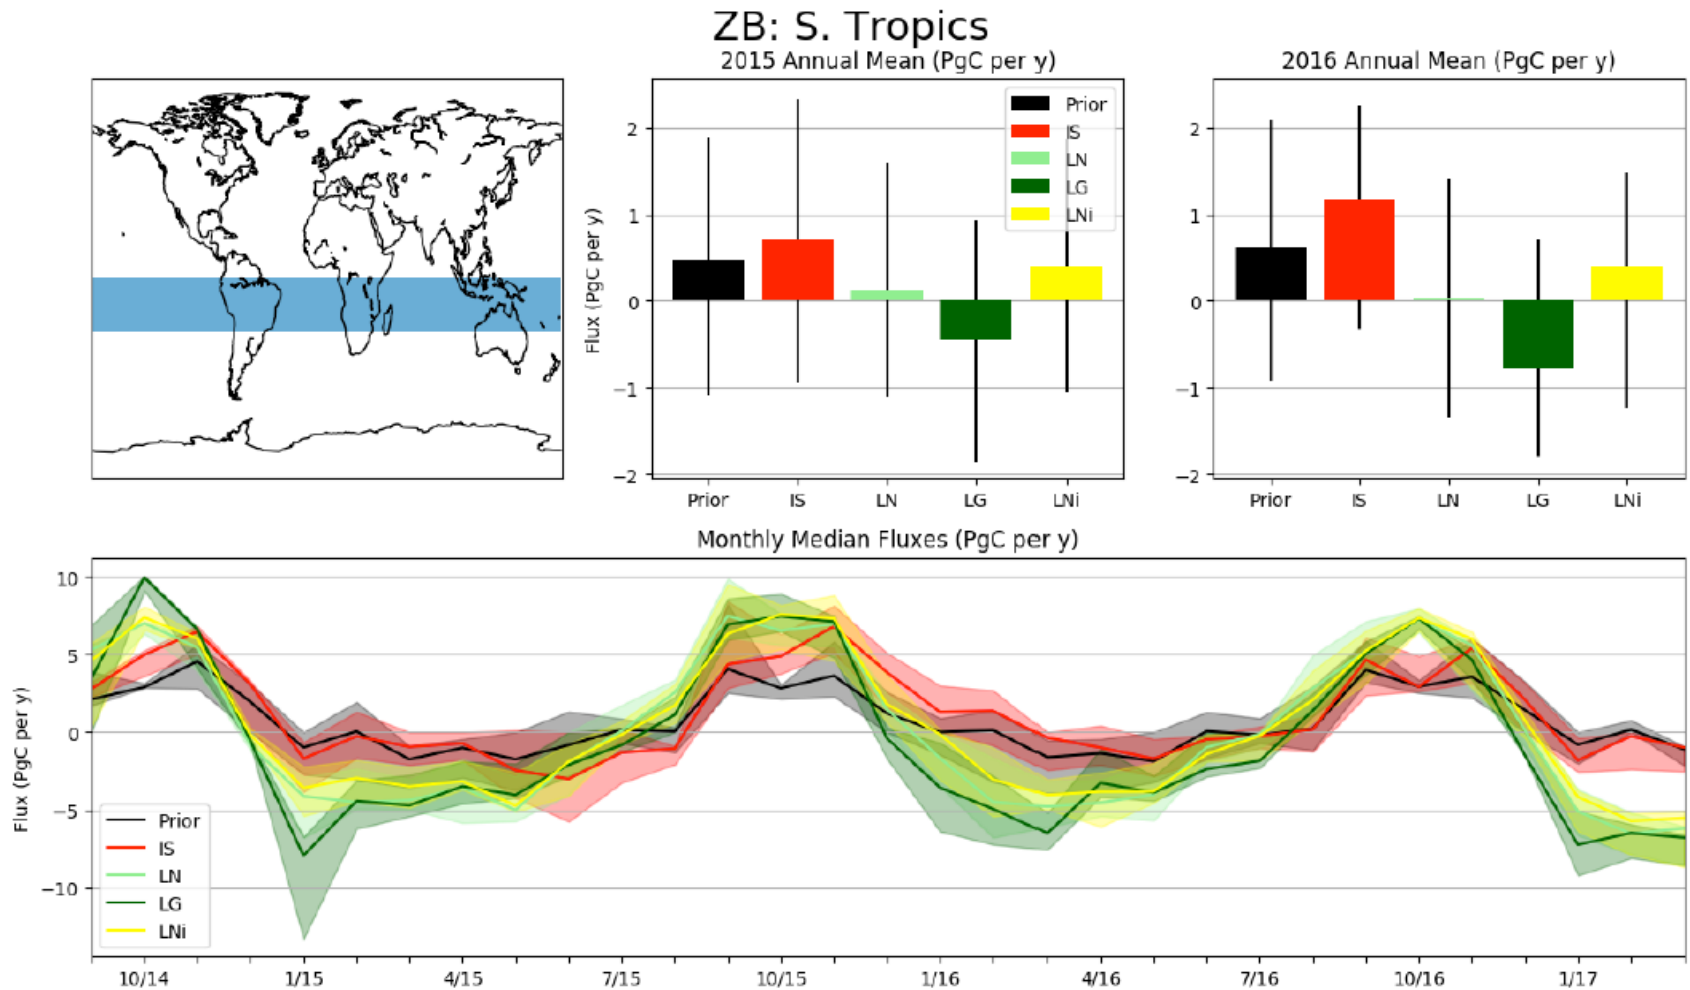 ZB: S. Tropics
2015 Annual Mean (PgC per y)
2016 Annual Mean (PgC per y)
Flux (PgC per y)
2
1
0
−1
−2
Prior
IS
LN
LG
LNi
Prior
IS
LN
LG
LNi
2
1
0
−1
−2
Prior
IS
LN
LG
LNi
Monthly Median Fluxes (PgC per y)
Flux (PgC per y)
10
5
0
−5
−10
Prior
IS
LN
LG
LNi
10/14
1/15
4/15
7/15
10/15
1/16
4/16
7/16
10/16
1/17